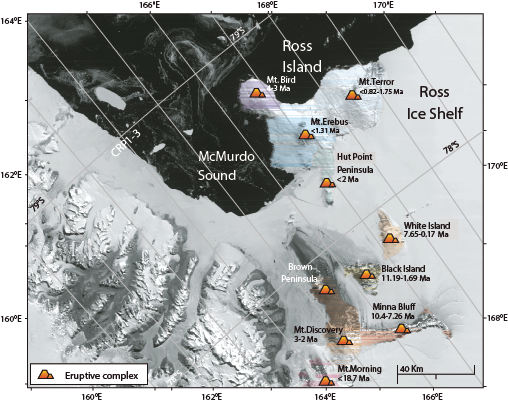 166°E
168°E
170°E
164°E
79°S
Ross
Island
Mt.Bird
4-3 Ma
Mt.Terror
<0.82-1.75 Ma
Ross
Ice Shelf
Mt.Erebus
<1.31 Ma
CRP1-3
McMurdo
Sound
78°S
Hut Point
Peninsula
<2 Ma
170°E
162°E
79°S
White Island
7.65-0.17 Ma
Brown
Peninsula
Black Island
11.19-1.69 Ma
Minna Bluff
10.4-7.26 Ma
160°E
168°E
Mt.Discovery
3-2 Ma
Mt.Morning
<18.7 Ma
40 Km
Eruptive complex
160°E
162°E
164°E
166°E